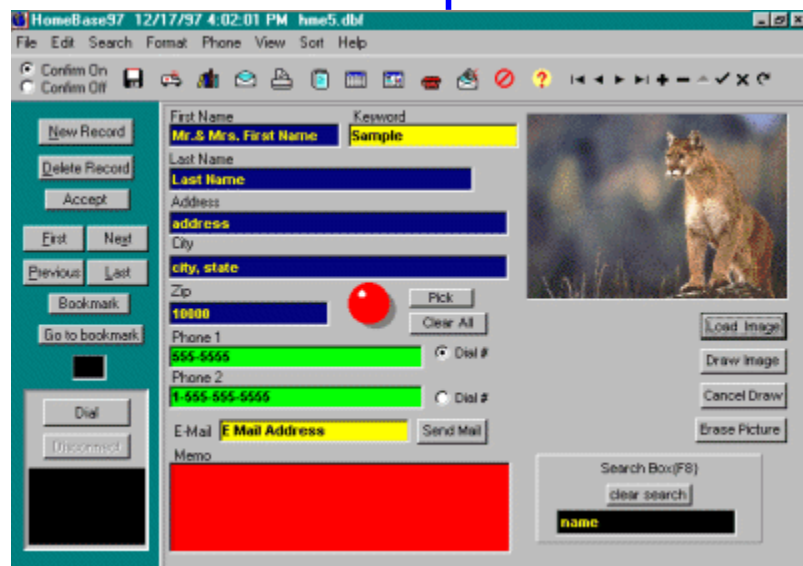 HomeBase97 12/17/97 4:02:01 PM hme5.dbf
File Edit Search Format Phone View Sort Help
Confirm On
Confirm Off
New Record
Delete Record
Accept
First Next
Previous Last
Bookmark
Go to bookmark
Dial
Disconnect
First Name Keyword
Mr.& Mrs. First Name Sample
Last Name
Last Name
Address
address
City
city, state
Zip
10000
Pick
Clear All
Phone 1
555-5555 Dial #
Phone 2
1-555-555-5555 Dial #
E-Mail E Mail Address Send Mail
Memo
Load Image
Draw Image
Cancel Draw
Erase Picture
Search Box(F8)
clear search
name